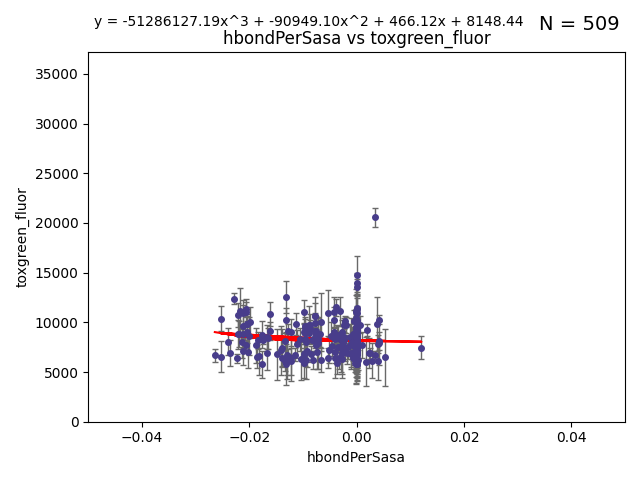 y = -51286127.19x^3 + -90949.10x^2 + 466.12x + 8148.44
N = 509
hbondPerSasa vs toxgreen_fluor
35000
30000
25000
20000
15000
10000
5000
0
toxgreen_fluor
−0.04
−0.02
0.00
0.02
0.04
hbondPerSasa